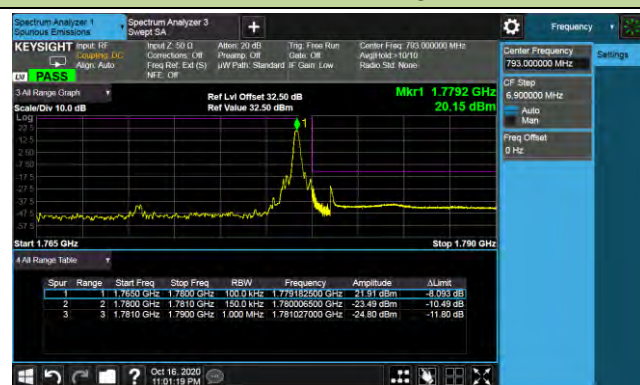 Spectrum Analyzer 1
Spurious Emissions
Spectrum Analyzer 3
Swept SA
+
Frequency
KEYSIGHT Input: RF
Coupling: DC
Align: Auto
Input Z: 50 Ω
Corrections: Off
Freq Ref: Ext (S)
NFE: Off
Atten: 20 dB
Preamp: Off
µW Path: Standard
Trig: Free Run
Gate: Off
IF Gain: Low
Center Freq: 793.000000 MHz
Avg|Hold:>10/10
Radio Std: None
PASS
3 All Range Graph
Scale/Div 10.0 dB
Ref Lvl Offset 32.50 dB
Ref Value 32.50 dBm
Mkr1 1.7792 GHz
20.15 dBm
Log
22.5
12.5
2.50
-7.50
-17.5
-27.5
-37.5
-47.5
-57.5
1
Start 1.765 GHz
Stop 1.790 GHz
4 All Range Table
Spur Range Start Freq Stop Freq RBW Frequency Amplitude ΔLimit
1 1 1.7650 GHz 1.7800 GHz 100.0 kHz 1.779182500 GHz 21.91 dBm -8.093 dB
2 2 1.7800 GHz 1.7810 GHz 150.0 kHz 1.780006500 GHz -23.49 dBm -10.49 dB
3 3 1.7810 GHz 1.7900 GHz 1.000 MHz 1.781027000 GHz -24.80 dBm -11.80 dB
Center Frequency
793.000000 MHz
Settings
CF Step
6.900000 MHz
Auto
Man
Freq Offset
0 Hz
?
Oct 16, 2020
11:01:19 PM